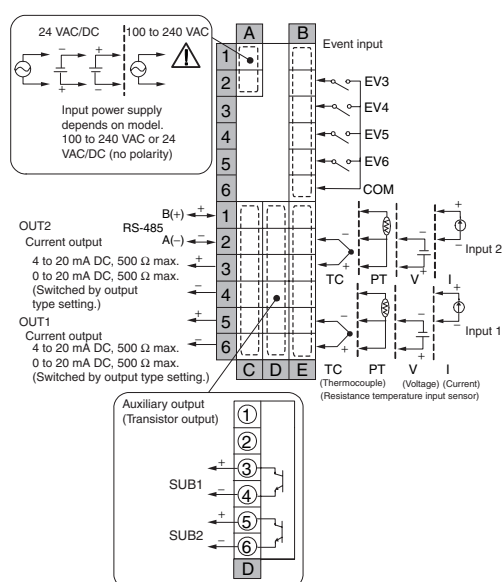 24 VAC/DC
100 to 240 VAC
Input power supply
depends on model.
100 to 240 VAC or 24
VAC/DC (no polarity)
A
B
1
2
3
4
5
6
Event input
EV3
EV4
EV5
EV6
COM
1
2
3
4
5
6
C
D
E
B(+)
RS-485
A(−)
OUT2
Current output
4 to 20 mA DC, 500 Ω max.
0 to 20 mA DC, 500 Ω max.
(Switched by output
type setting.)
OUT1
Current output
4 to 20 mA DC, 500 Ω max.
0 to 20 mA DC, 500 Ω max.
(Switched by output type setting.)
Input 2
TC
PT
V
I
Input 1
TC
PT
V
I
(Thermocouple)
(Voltage)
(Current)
(Resistance temperature input sensor)
Auxiliary output
(Transistor output)
1
2
3
4
5
6
SUB1
SUB2
D